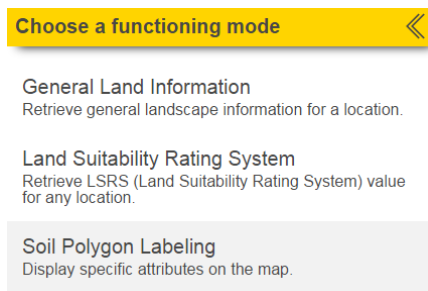 Choose a functioning mode
General Land Information
Retrieve general landscape information for a location.
Land Suitability Rating System
Retrieve LSRS (Land Suitability Rating System) value
for any location.
Soil Polygon Labeling
Display specific attributes on the map.